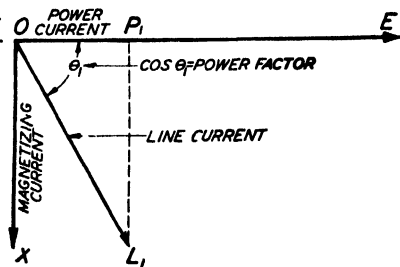 POWER
O CURRENT P₁ E
θ₁
COS θ₁=POWER FACTOR
LINE CURRENT
MAGNETIZING
CURRENT
X
L₁